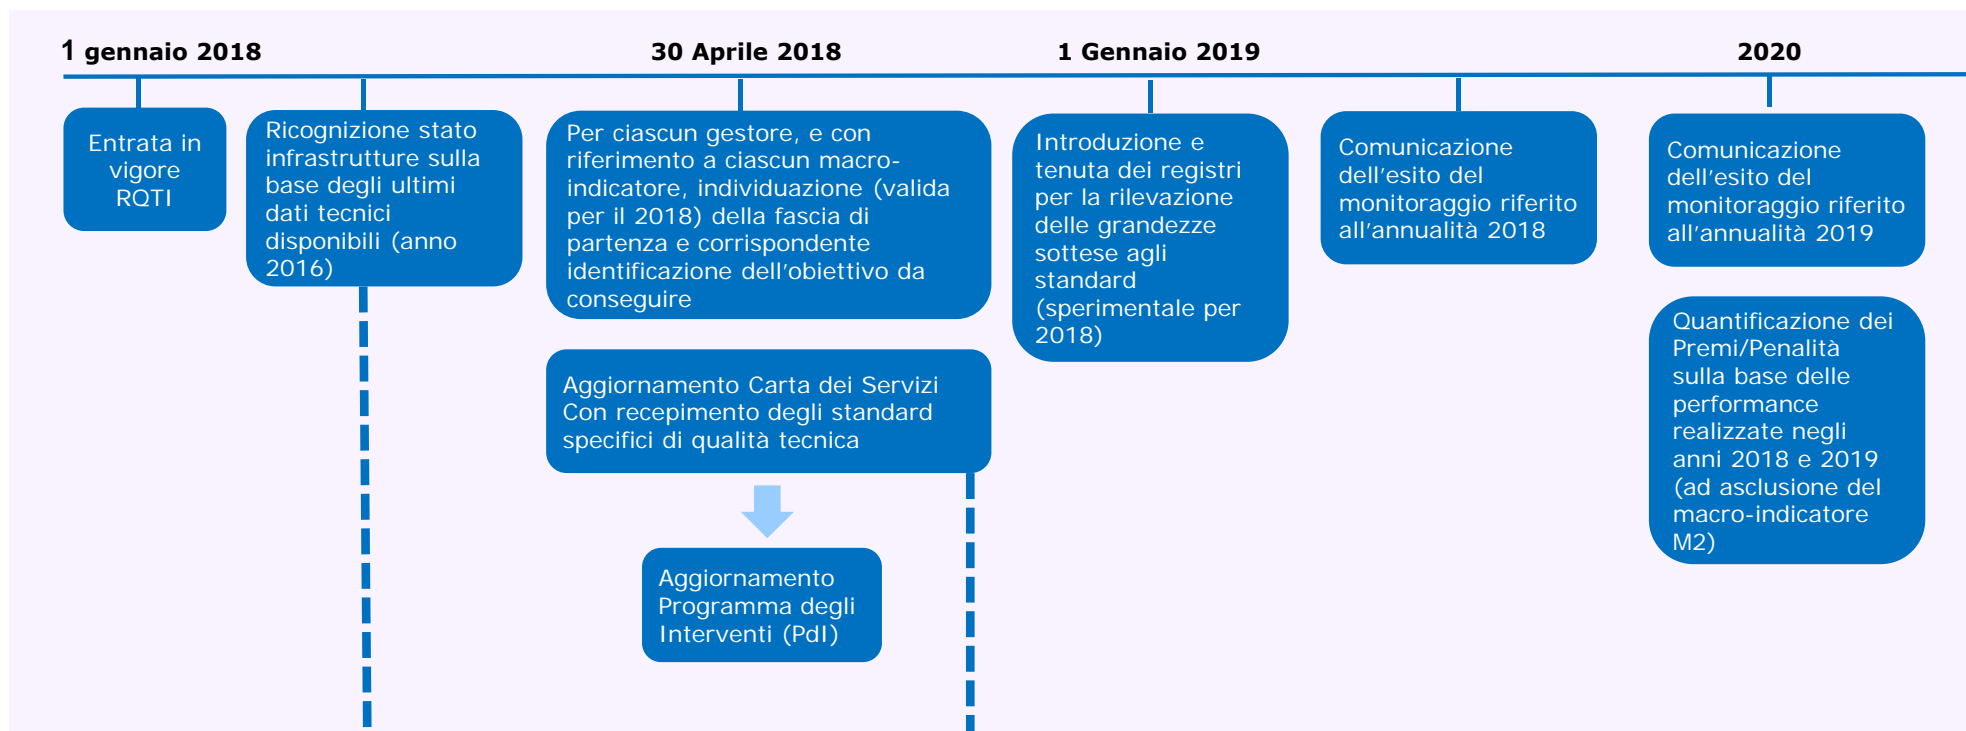 1 gennaio 2018
30 Aprile 2018
1 Gennaio 2019
2020
Entrata in
vigore
RQTI
Ricognizione stato
infrastrutture sulla
base degli ultimi
dati tecnici
disponibili (anno
2016)
Per ciascun gestore, e con
riferimento a ciascun macro-
indicatore, individuazione (valida
per il 2018) della fascia di
partenza e corrispondente
identificazione dell'obiettivo da
conseguire
Aggiornamento Carta dei Servizi
Con recepimento degli standard
specifici di qualità tecnica
Aggiornamento
Programma degli
Interventi (PdI)
Introduzione e
tenuta dei registri
per la rilevazione
delle grandezze
sottese agli
standard
(sperimentale per
2018)
Comunicazione
dell'esito del
monitoraggio riferito
all'annualità 2018
Comunicazione
dell'esito del
monitoraggio riferito
all'annualità 2019
Quantificazione dei
Premi/Penalità
sulla base delle
performance
realizzate negli
anni 2018 e 2019
(ad asclusione del
macro-indicatore
M2)